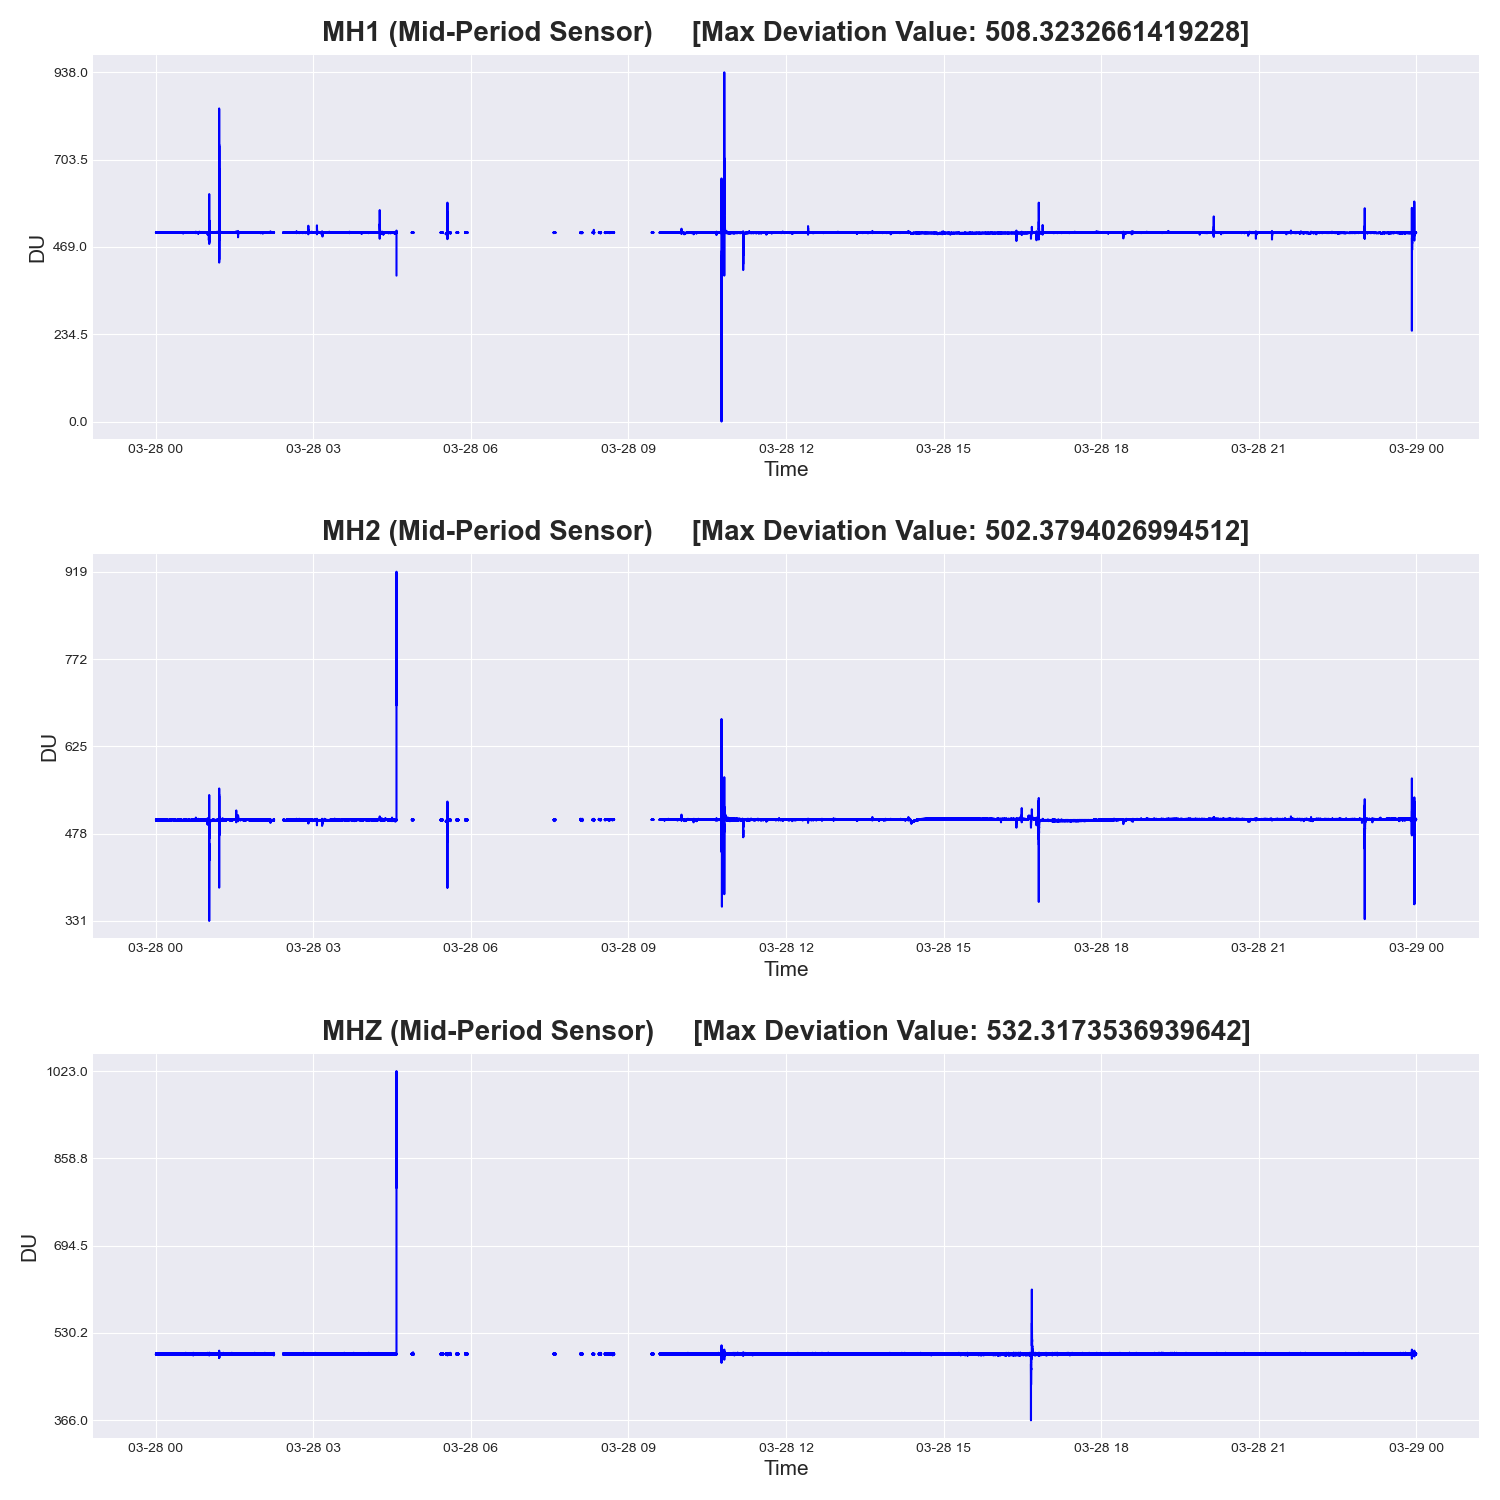 MH1 (Mid-Period Sensor) [Max Deviation Value: 508.3232661419228]
938.0
703.5
469.0
234.5
0.0
DU
03-28 00 03-28 03 03-28 06 03-28 09 03-28 12 03-28 15 03-28 18 03-28 21 03-29 00
Time
MH2 (Mid-Period Sensor) [Max Deviation Value: 502.3794026994512]
919
772
625
478
331
DU
03-28 00 03-28 03 03-28 06 03-28 09 03-28 12 03-28 15 03-28 18 03-28 21 03-29 00
Time
MHZ (Mid-Period Sensor) [Max Deviation Value: 532.3173536939642]
1023.0
858.8
694.5
530.2
366.0
DU
03-28 00 03-28 03 03-28 06 03-28 09 03-28 12 03-28 15 03-28 18 03-28 21 03-29 00
Time